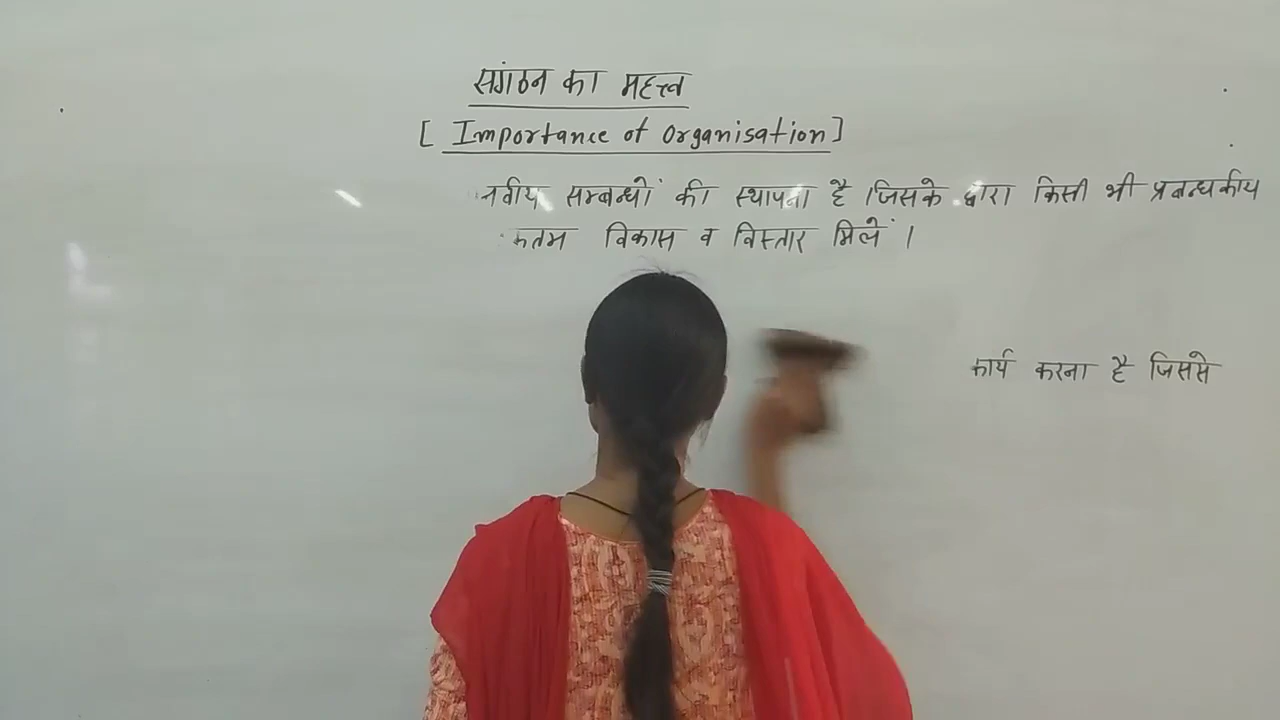 संगठन का महत्त्व
[ Importance of Organisation ]
सम्बन्धों की स्थापना है। जिसके द्वारा किसी भी प्रबन्धकीय
विकास व विस्तार मिलें ।
कार्य करना है जिससे